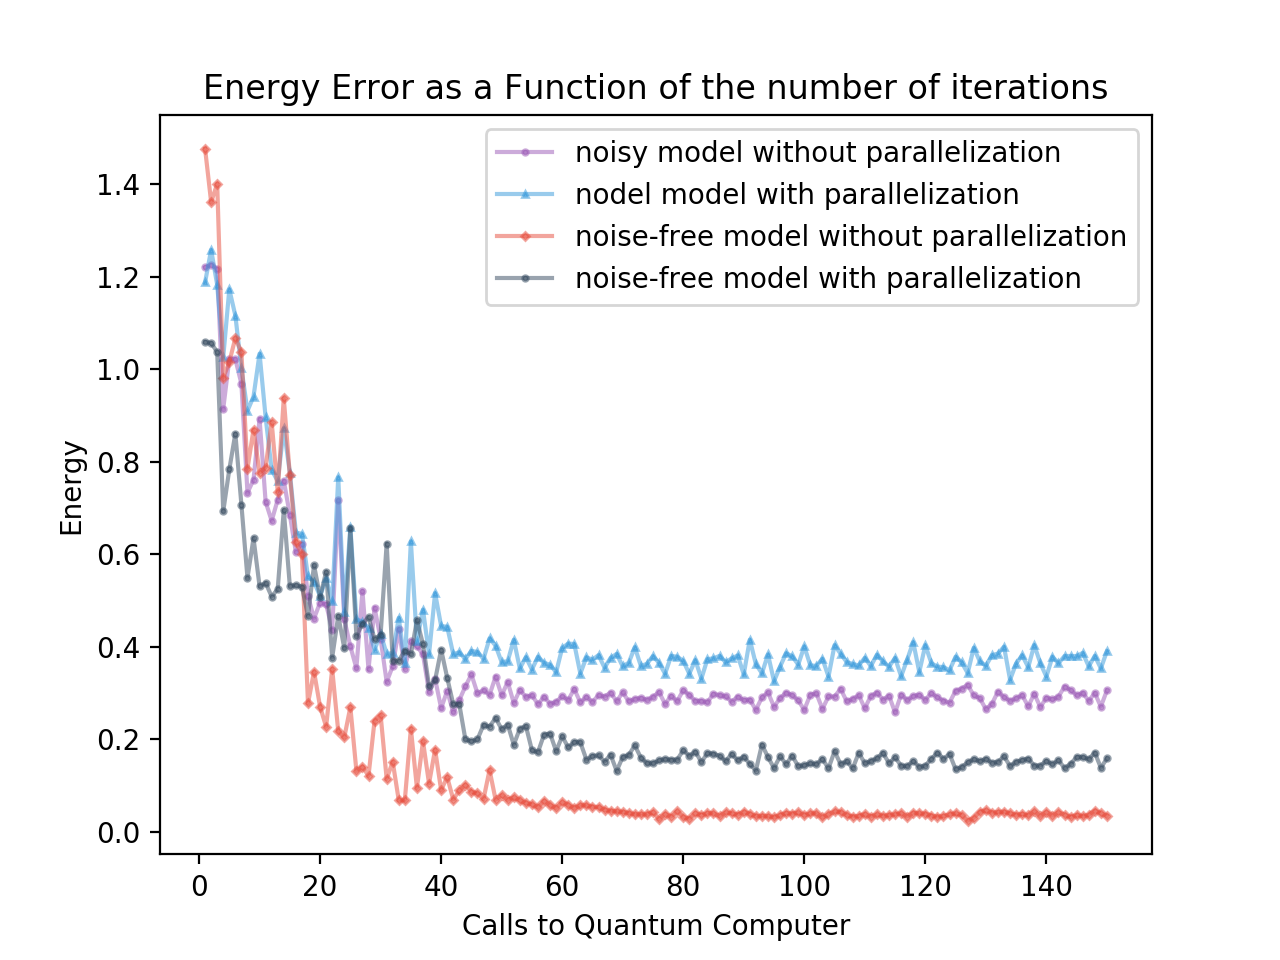 Energy Error as a Function of the number of iterations
noisy model without parallelization
nodel model with parallelization
noise-free model without parallelization
noise-free model with parallelization
1.4
1.2
1.0
0.8
0.6
0.4
0.2
0.0
Energy
0 20 40 60 80 100 120 140
Calls to Quantum Computer